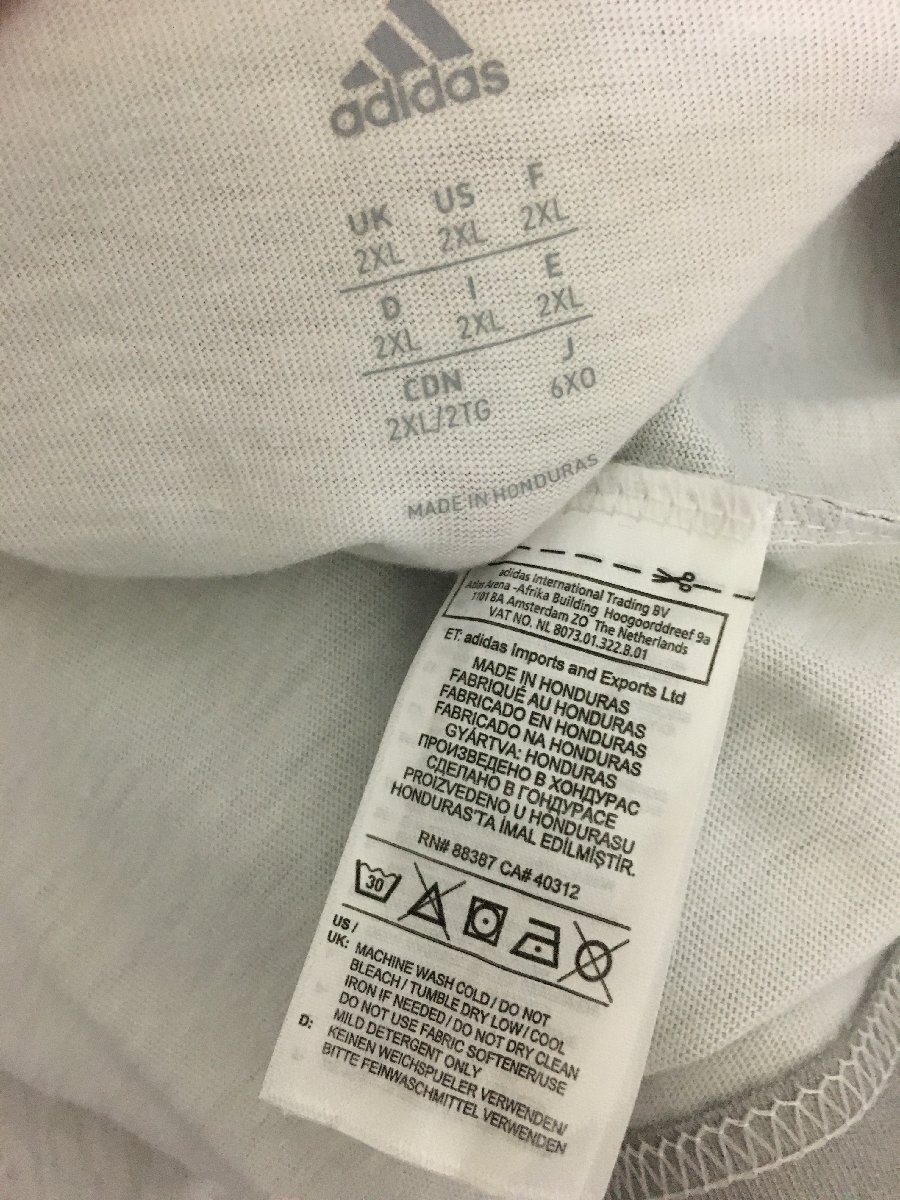 adidas
UK US F
2XL 2XL 2XL
D I E
2XL 2XL 2XL
CDN J
2XL/2TG 6XO
MADE IN HONDURAS
adidas International Trading BV
Adidas Arena -Afrika Building Hoogoorddreef 9a
1101 BA Amsterdam ZO The Netherlands
VAT NO. NL 8073.01.322.B.01
ET: adidas Imports and Exports Ltd
MADE IN HONDURAS
FABRIQUÉ AU HONDURAS
FABRICADO EN HONDURAS
FABRICADO NA HONDURAS
GYÁRTVA: HONDURAS
ПРОИЗВЕДЕНО В ХОНДУРАС
СДЕЛАНО В ГОНДУРАСЕ
PROIZVEDENO U HONDURASU
HONDURAS'TA İMAL EDİLMİŞTİR.
RN# 88387 CA# 40312
30
US /
UK: MACHINE WASH COLD / DO NOT
BLEACH / TUMBLE DRY LOW / COOL
IRON IF NEEDED / DO NOT DRY CLEAN
DO NOT USE FABRIC SOFTENER/USE
MILD DETERGENT ONLY
D: KEINEN WEICHSPUELER VERWENDEN/
BITTE FEINWASCHMITTEL VERWENDEN